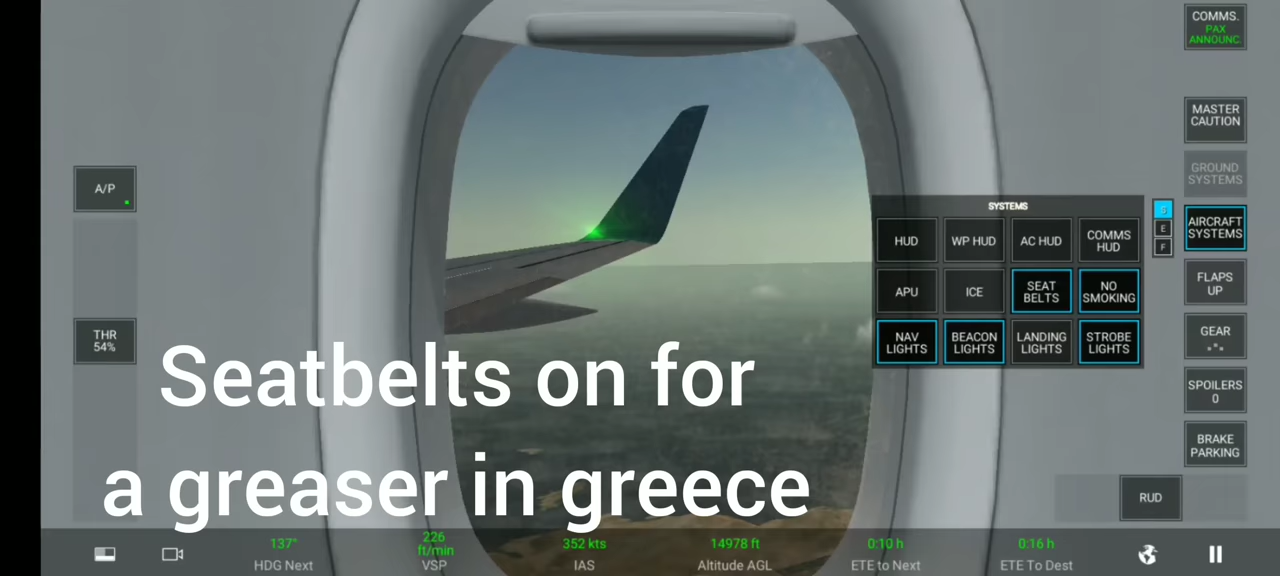 COMMS.
PAX
ANNOUNC.
MASTER
CAUTION
A/P
GROUND
SYSTEMS
SYSTEMS
S
E
F
AIRCRAFT
SYSTEMS
HUD
WP HUD
AC HUD
COMMS
HUD
APU
ICE
SEAT
BELTS
NO
SMOKING
FLAPS
UP
NAV
LIGHTS
BEACON
LIGHTS
LANDING
LIGHTS
STROBE
LIGHTS
GEAR
THR
54%
SPOILERS
0
BRAKE
PARKING
Seatbelts on for
a greaser in greece
RUD
137°
HDG Next
226
ft/min
VSP
352 kts
IAS
14978 ft
Altitude AGL
0:10 h
ETE to Next
0:16 h
ETE To Dest